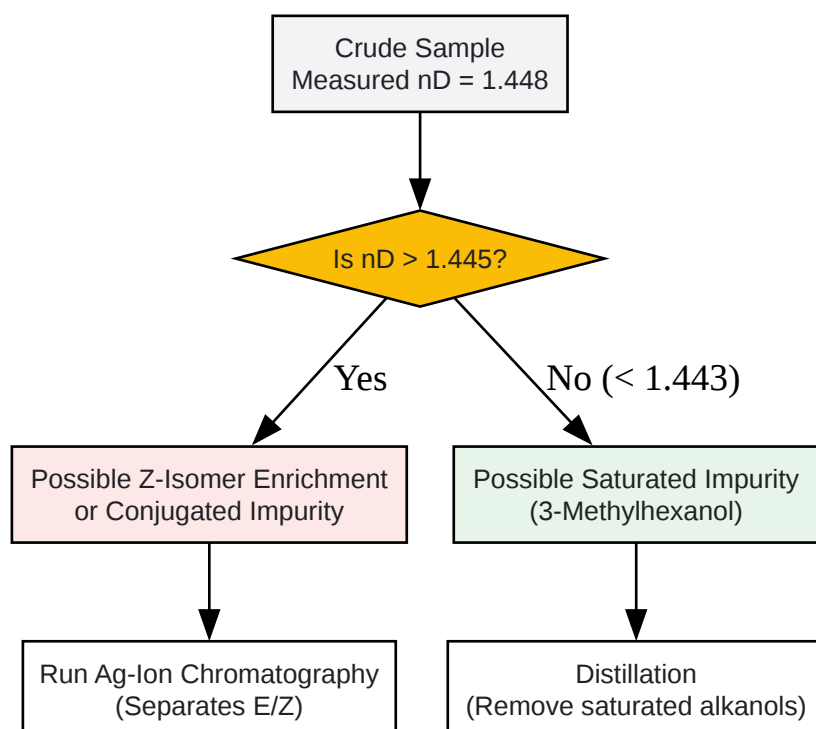 Crude Sample
Measured nD = 1.448
Is nD > 1.445?
Yes
No (< 1.443)
Possible Z-Isomer Enrichment
or Conjugated Impurity
Possible Saturated Impurity
(3-Methylhexanol)
Run Ag-Ion Chromatography
(Separates E/Z)
Distillation
(Remove saturated alkanols)